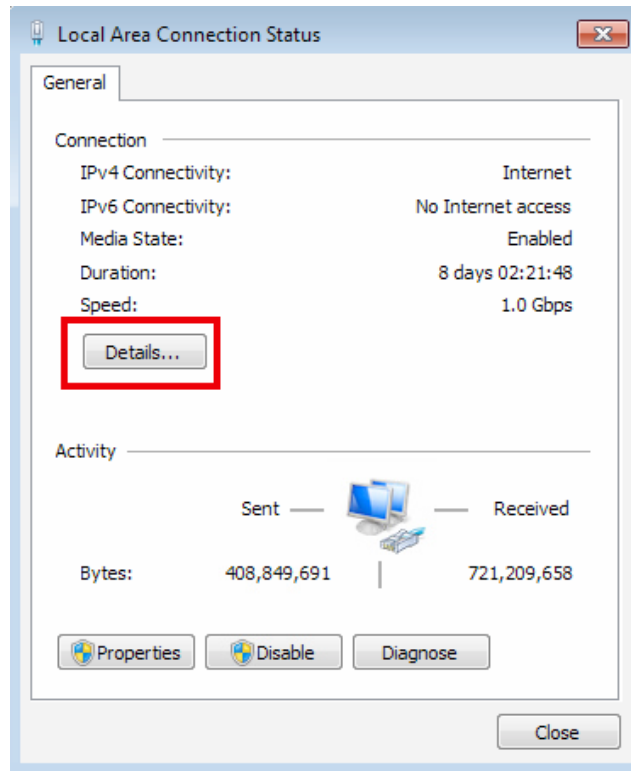 Local Area Connection Status
General
Connection
IPv4 Connectivity: Internet
IPv6 Connectivity: No Internet access
Media State: Enabled
Duration: 8 days 02:21:48
Speed: 1.0 Gbps
Details...
Activity
Sent Received
Bytes: 408,849,691 721,209,658
Properties Disable Diagnose
Close